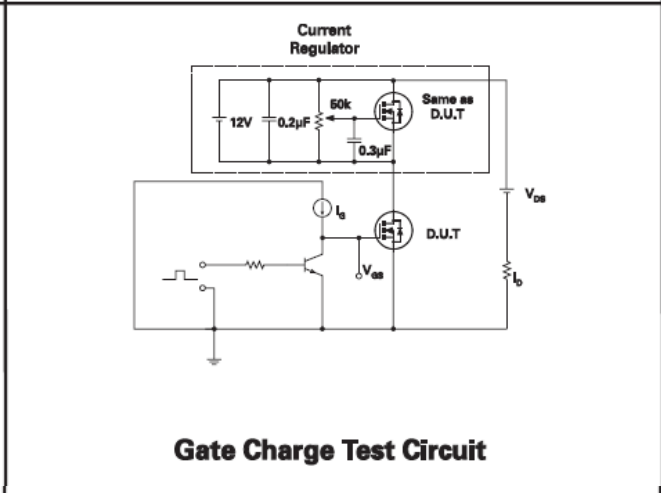 Current
Regulator
12V
0.2µF
50k
0.3µF
Same as
D.U.T
I_G
D.U.T
V_GS
V_DS
I_D
Gate Charge Test Circuit